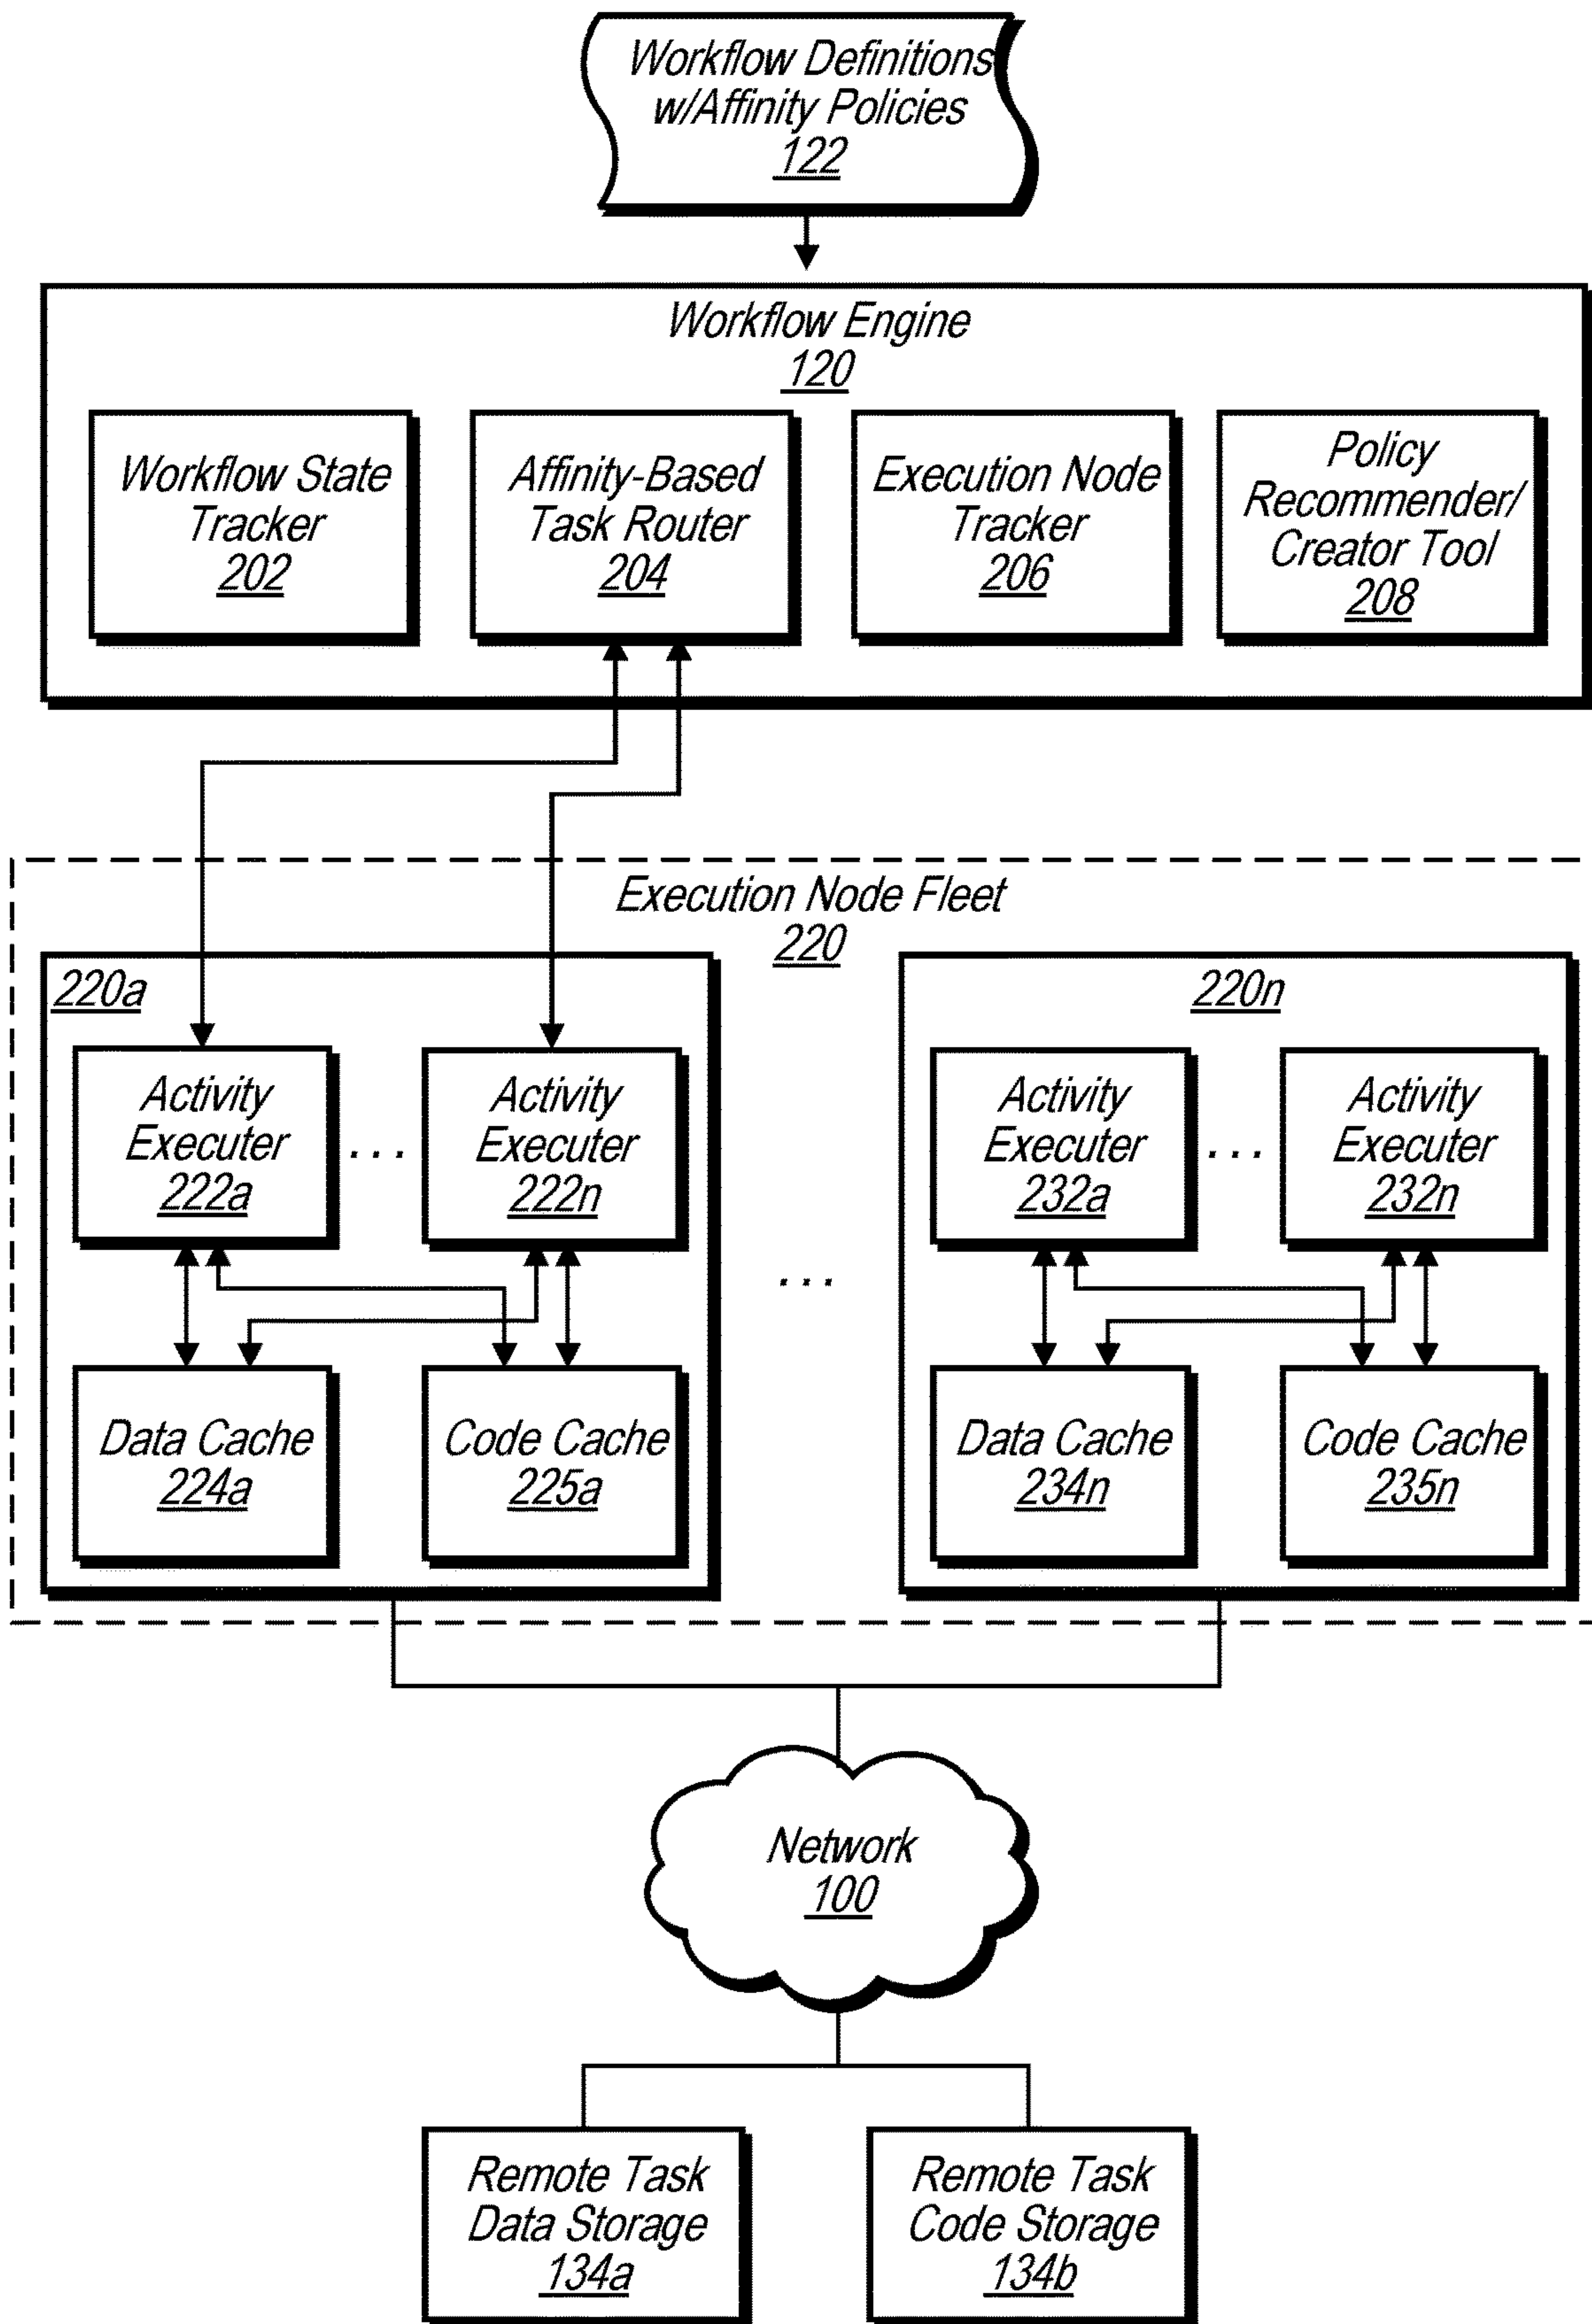 Workflow Definitions
w/Affinity Policies
122
Workflow Engine
120
Workflow State
Tracker
202
Affinity-Based
Task Router
204
Execution Node
Tracker
206
Policy
Recommender/
Creator Tool
208
Execution Node Fleet
220
220a
Activity
Executer
222a
...
Activity
Executer
222n
Data Cache
224a
Code Cache
225a
...
220n
Activity
Executer
232a
...
Activity
Executer
232n
Data Cache
234n
Code Cache
235n
Network
100
Remote Task
Data Storage
134a
Remote Task
Code Storage
134b